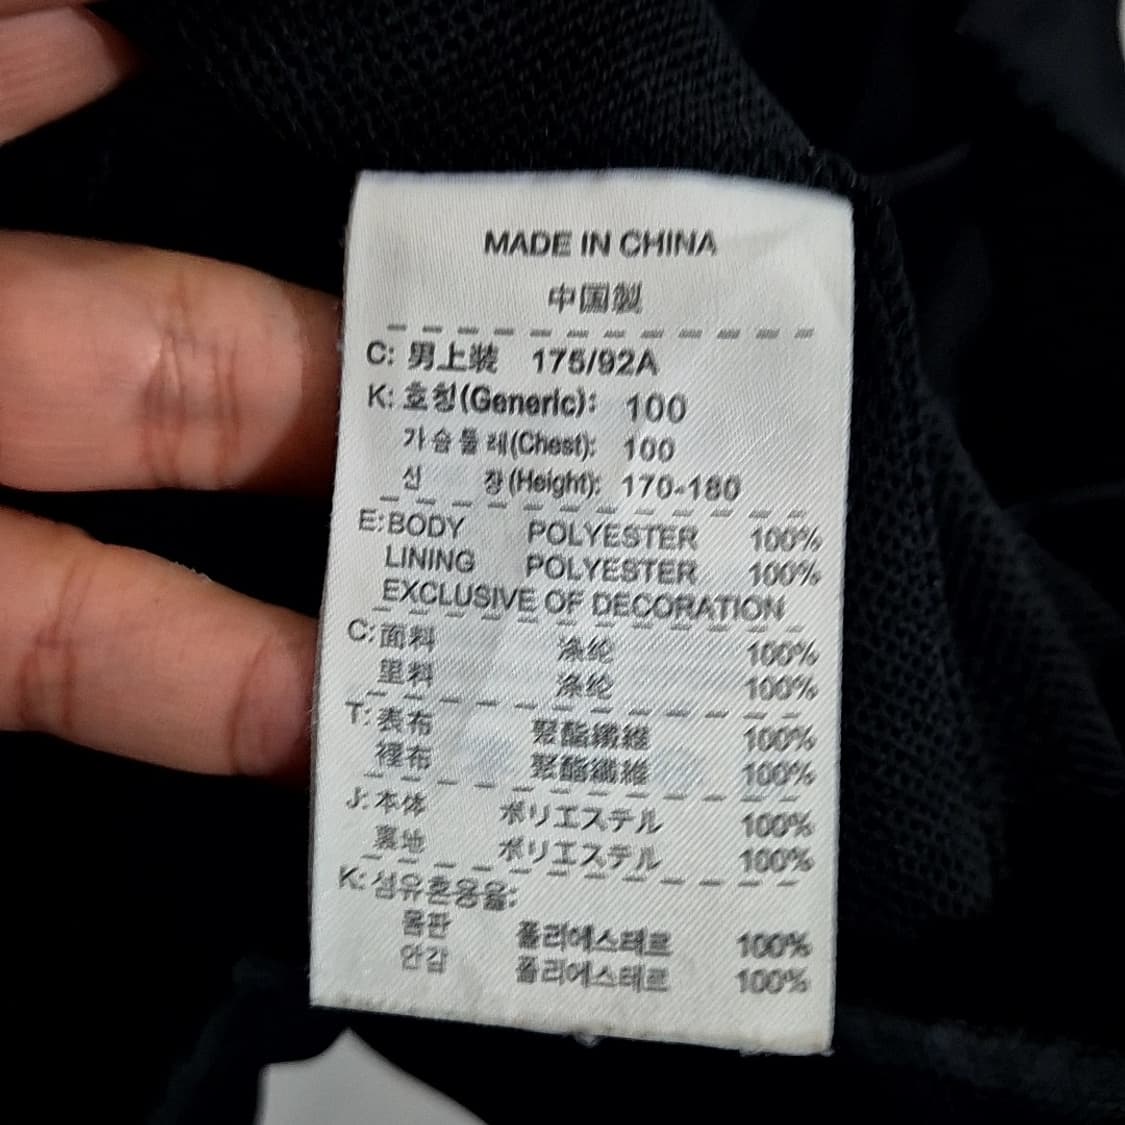 MADE IN CHINA
中国製
C: 男上裝 175/92A
K: 호칭(Generic): 100
가슴둘레(Chest): 100
신 장(Height): 170-180
E:BODY POLYESTER 100%
LINING POLYESTER 100%
EXCLUSIVE OF DECORATION
C:面料 涤纶 100%
里料 涤纶 100%
T:表布 聚酯纖維 100%
裡布 聚酯纖維 100%
J:本体 ポリエステル 100%
裏地 ポリエステル 100%
K:섬유혼용율:
몸판 폴리에스테르 100%
안감 폴리에스테르 100%